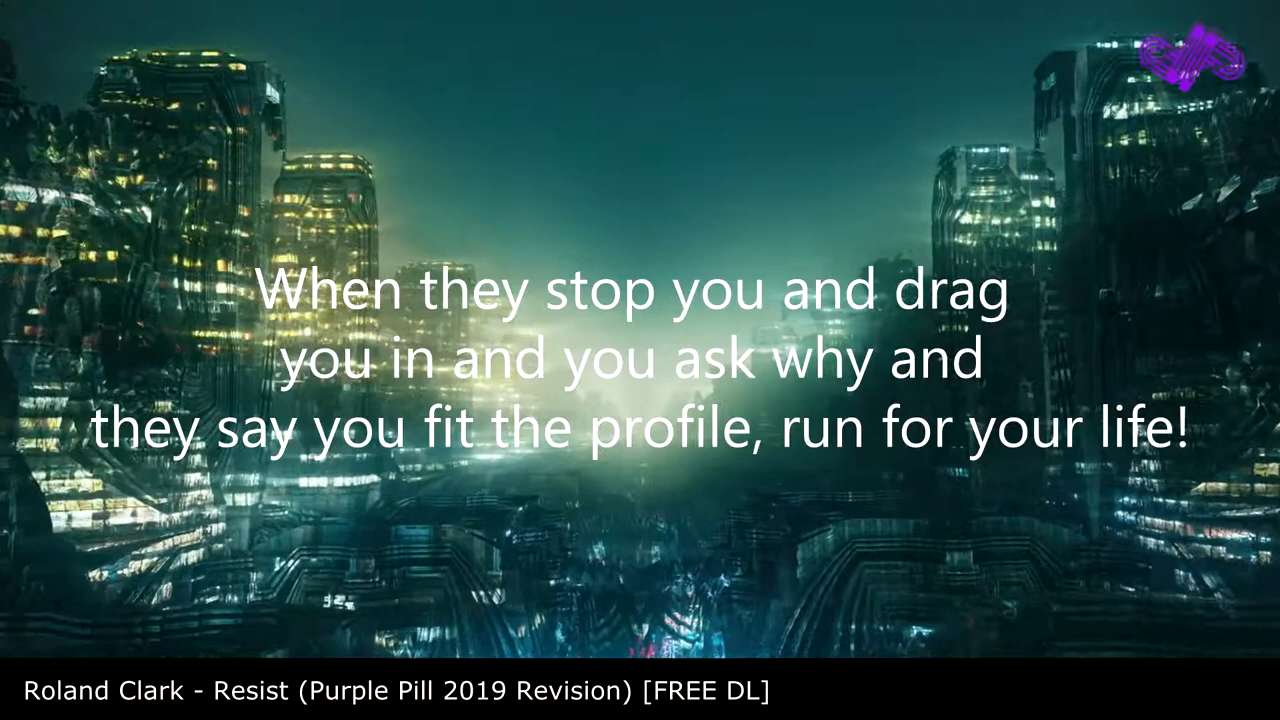 When they stop you and drag
you in and you ask why and
they say you fit the profile, run for your life!
Roland Clark - Resist (Purple Pill 2019 Revision) [FREE DL]